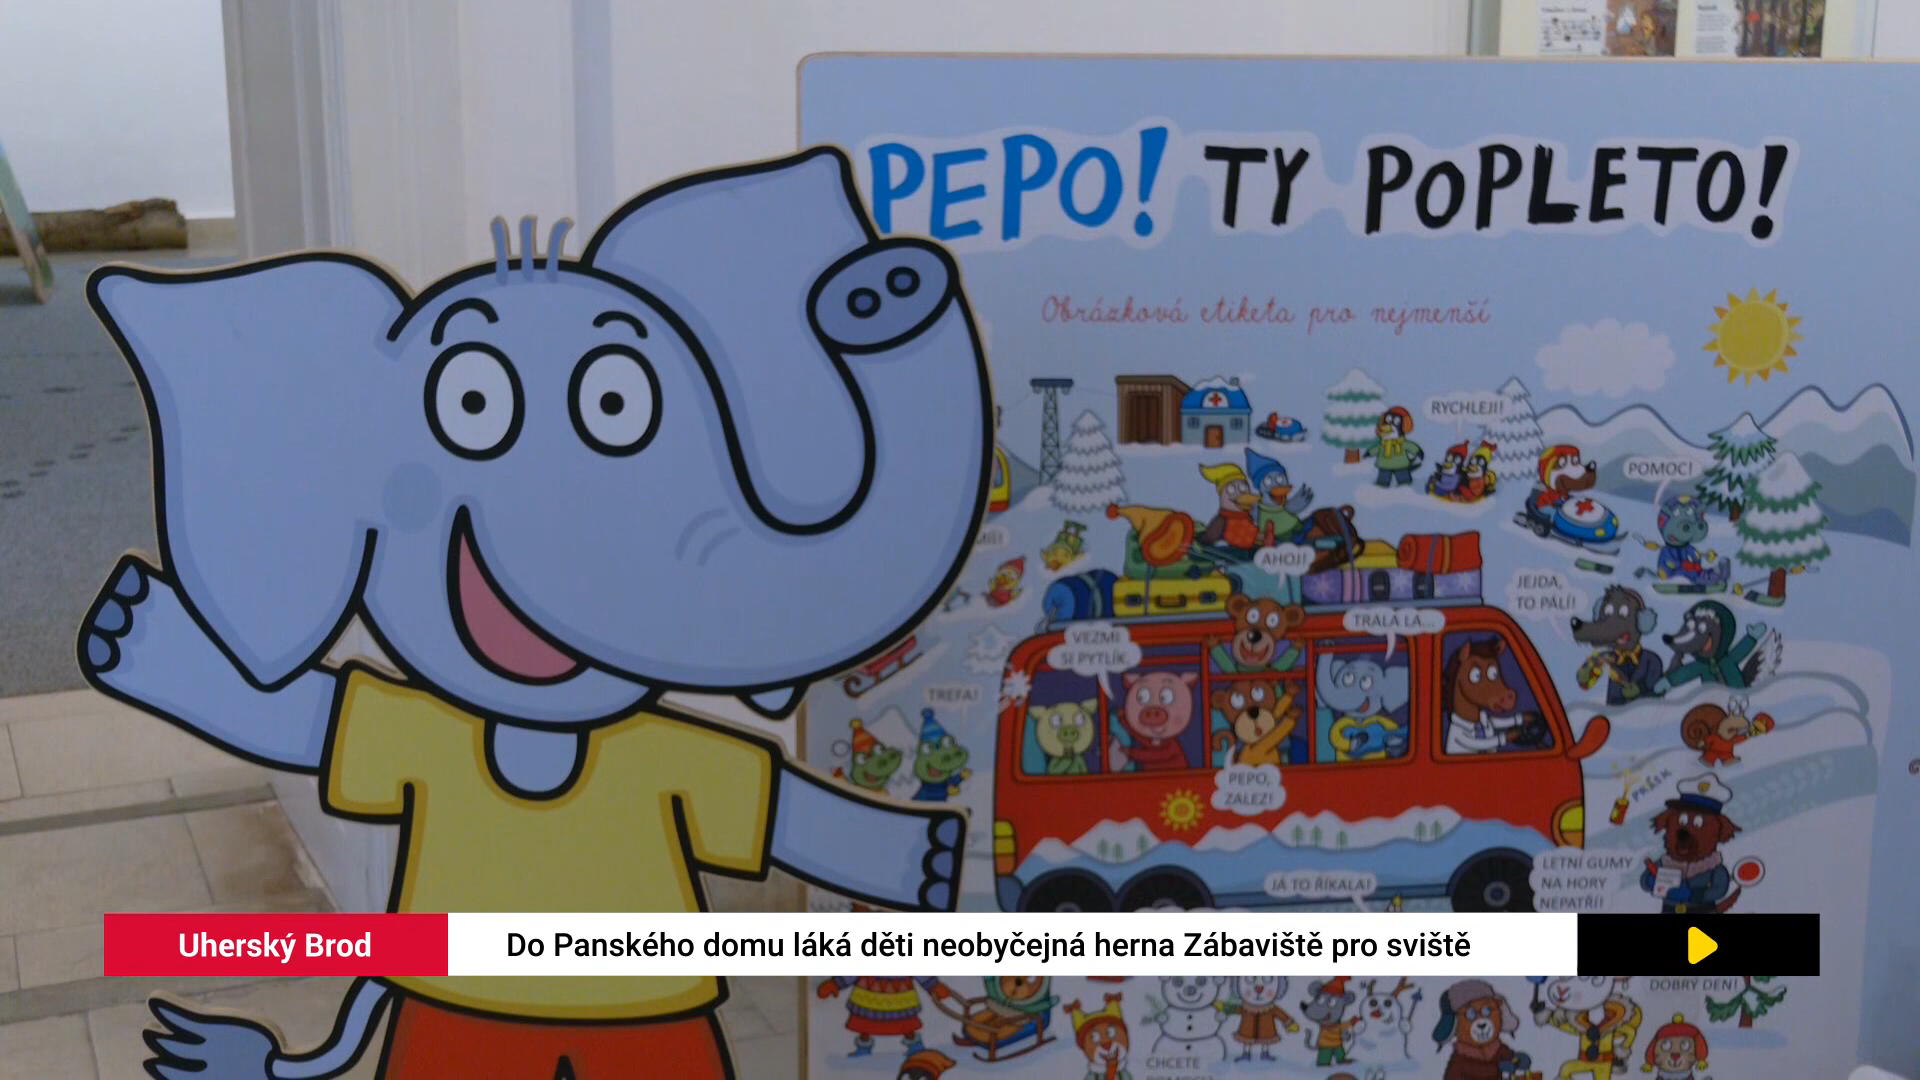 PEPO! TY POPLETO!
Obrázková etiketa pro nejmenší
RYCHLEJI!
POMOC!
AHOJ!
JEJDA,
TO PÁLÍ!
TRALA LA...
VEZMI
SI PYTLÍK.
TREFA!
PEPO,
ZALEZ!
PRÁSK
LETNÍ GUMY
NA HORY
NEPATŘÍ!
JÁ TO ŘÍKALA!
Uherský Brod
Do Panského domu láká děti neobyčejná herna Zábaviště pro sviště
DOBRÝ DEN!
CHCETE